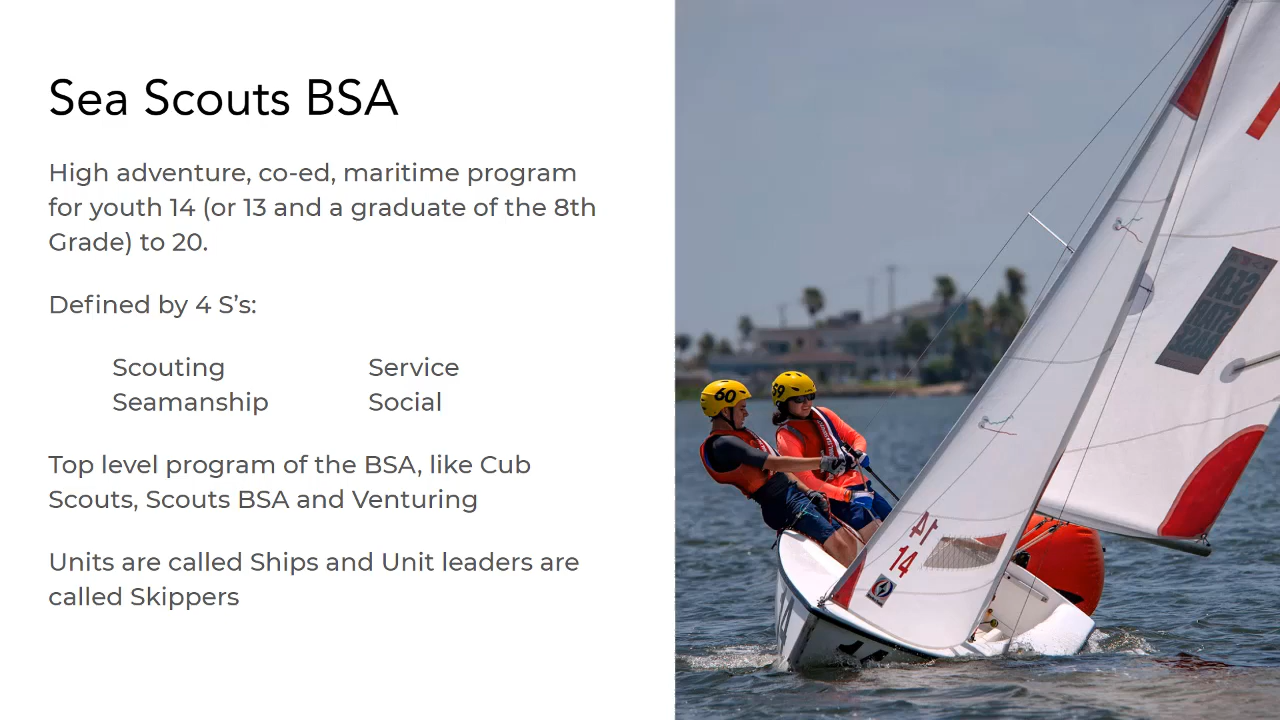 Sea Scouts BSA
High adventure, co-ed, maritime program
for youth 14 (or 13 and a graduate of the 8th
Grade) to 20.
Defined by 4 S’s:
Scouting Service
Seamanship Social
Top level program of the BSA, like Cub
Scouts, Scouts BSA and Venturing
Units are called Ships and Unit leaders are
called Skippers
60
59
14
14
14